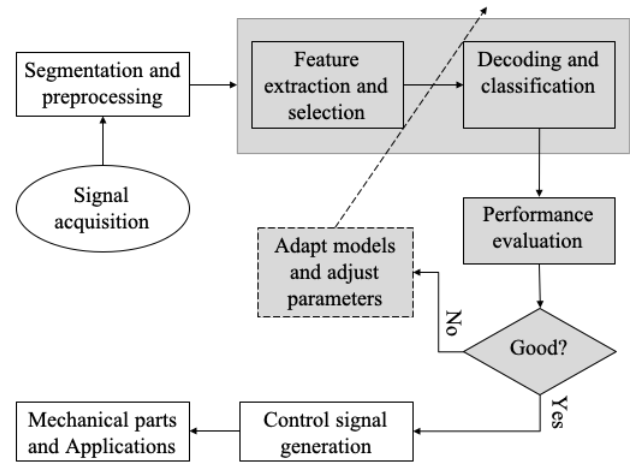 Segmentation and
preprocessing
Feature
extraction and
selection
Decoding and
classification
Signal
acquisition
Performance
evaluation
Adapt models
and adjust
parameters
No
Good?
Yes
Mechanical parts
and Applications
Control signal
generation